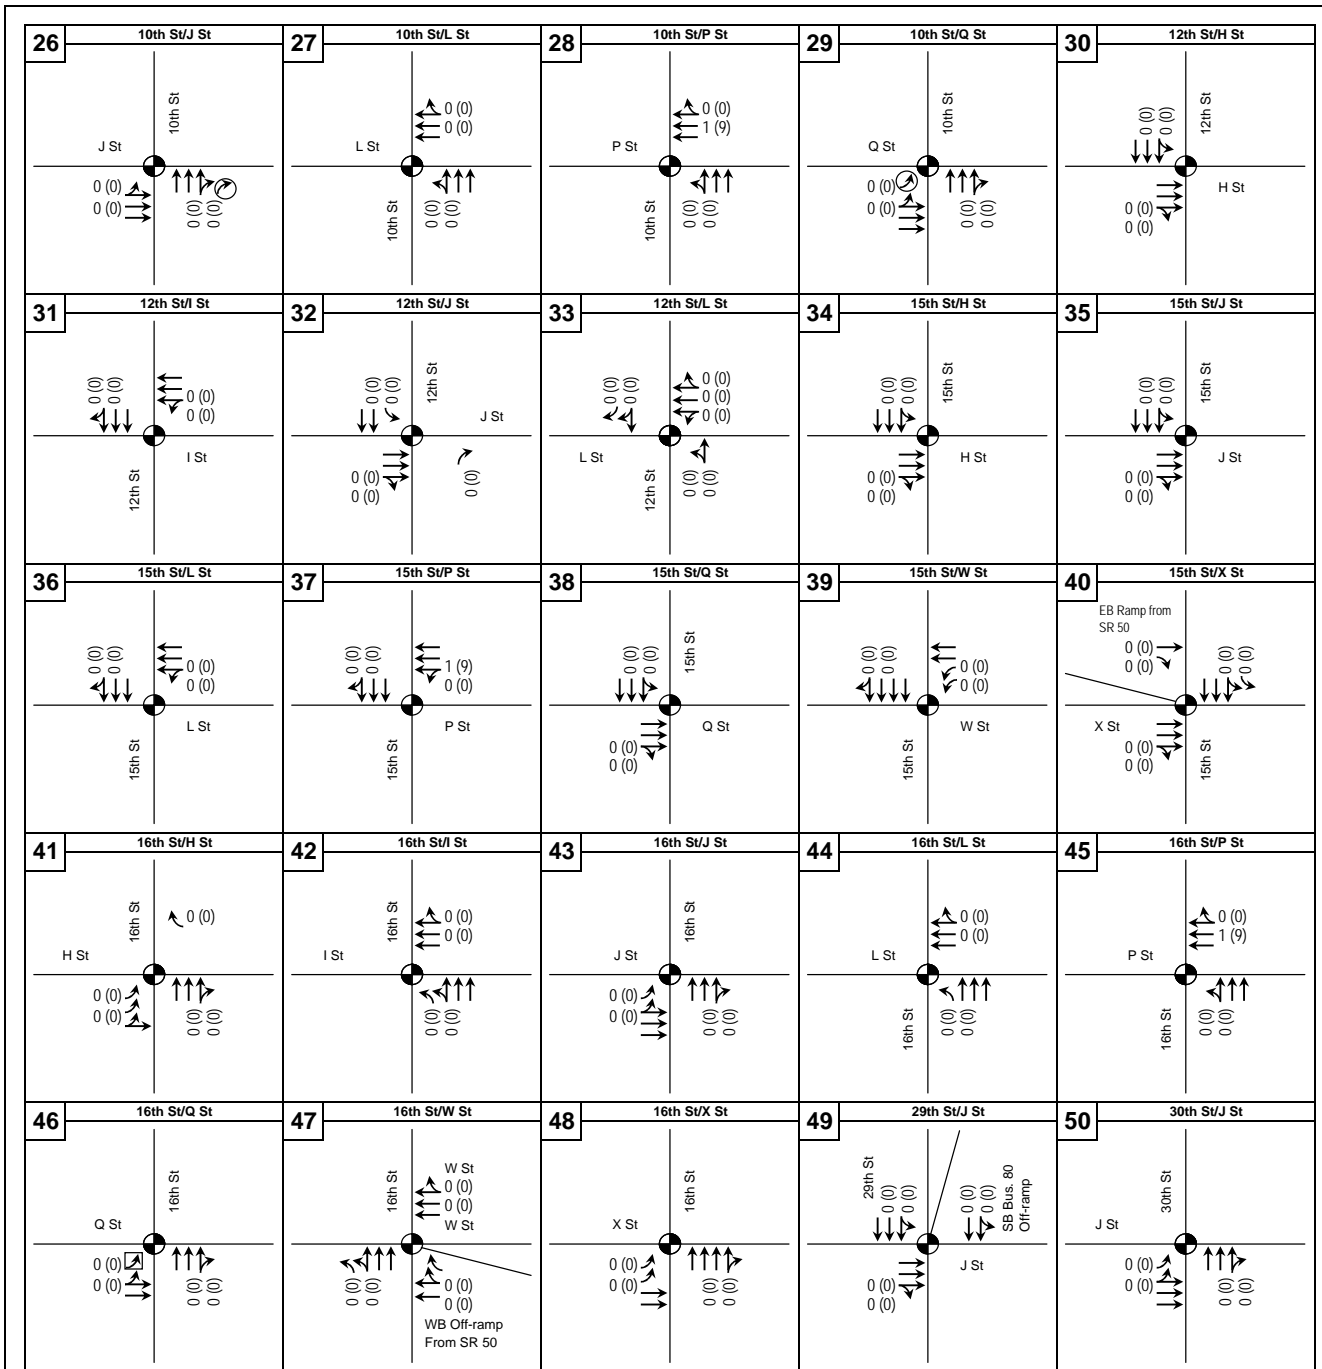 26
10th St/J St
10th St
J St
0 (0)
0 (0)
0 (0)
0 (0)
27
10th St/L St
0 (0)
0 (0)
L St
10th St
0 (0)
0 (0)
28
10th St/P St
0 (0)
1 (9)
P St
10th St
0 (0)
0 (0)
29
10th St/Q St
10th St
Q St
0 (0)
0 (0)
0 (0)
0 (0)
30
12th St/H St
0 (0)
0 (0)
12th St
H St
0 (0)
0 (0)
31
12th St/I St
0 (0)
0 (0)
0 (0)
0 (0)
I St
12th St
32
12th St/J St
0 (0)
0 (0)
12th St
J St
0 (0)
0 (0)
0 (0)
33
12th St/L St
0 (0)
0 (0)
0 (0)
0 (0)
0 (0)
L St
12th St
0 (0)
0 (0)
34
15th St/H St
0 (0)
0 (0)
15th St
H St
0 (0)
0 (0)
35
15th St/J St
0 (0)
0 (0)
15th St
J St
0 (0)
0 (0)
36
15th St/L St
0 (0)
0 (0)
0 (0)
0 (0)
L St
15th St
37
15th St/P St
0 (0)
0 (0)
1 (9)
0 (0)
P St
15th St
38
15th St/Q St
0 (0)
0 (0)
15th St
Q St
0 (0)
0 (0)
39
15th St/W St
0 (0)
0 (0)
0 (0)
0 (0)
W St
15th St
40
15th St/X St
EB Ramp from
SR 50
0 (0)
0 (0)
0 (0)
0 (0)
X St
0 (0)
0 (0)
15th St
41
16th St/H St
16th St
0 (0)
H St
0 (0)
0 (0)
0 (0)
0 (0)
42
16th St/I St
16th St
0 (0)
0 (0)
I St
0 (0)
0 (0)
43
16th St/J St
16th St
J St
0 (0)
0 (0)
0 (0)
0 (0)
44
16th St/L St
0 (0)
0 (0)
L St
16th St
0 (0)
0 (0)
45
16th St/P St
0 (0)
1 (9)
P St
16th St
0 (0)
0 (0)
46
16th St/Q St
16th St
Q St
0 (0)
0 (0)
0 (0)
0 (0)
47
16th St/W St
16th St
W St
0 (0)
0 (0)
W St
0 (0)
0 (0)
0 (0)
0 (0)
WB Off-ramp
From SR 50
48
16th St/X St
16th St
X St
0 (0)
0 (0)
0 (0)
0 (0)
49
29th St/J St
29th St
0 (0)
0 (0)
0 (0)
0 (0)
SB Bus. 80
Off-ramp
J St
0 (0)
0 (0)
50
30th St/J St
30th St
J St
0 (0)
0 (0)
0 (0)
0 (0)